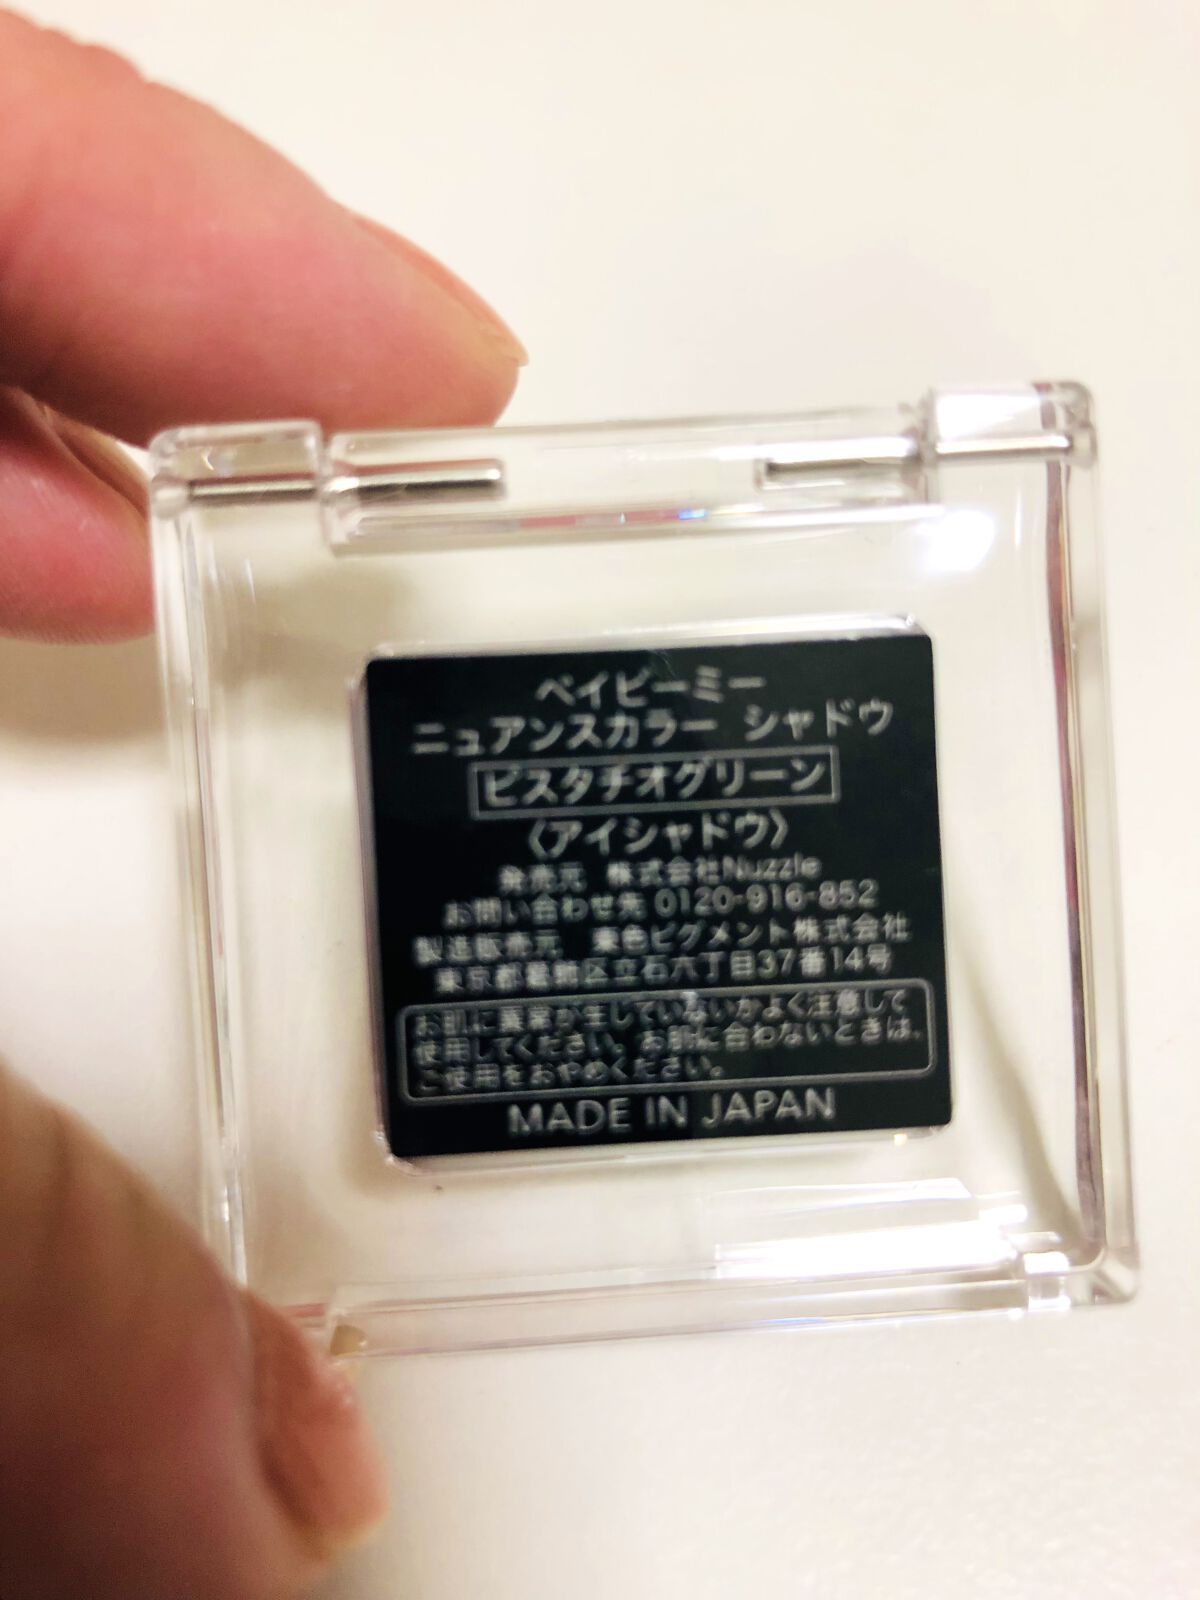 ベイビーミー
ニュアンスカラー シャドウ
ピスタチオグリーン
〈アイシャドウ〉
発売元 株式会社Nuzzle
お問い合わせ先 0120-916-852
製造販売元 東色ピグメント株式会社
東京都葛飾区立石六丁目37番14号
お肌に異常が生じていないかよく注意して
使用してください。お肌に合わないときは、
ご使用をおやめください。
MADE IN JAPAN